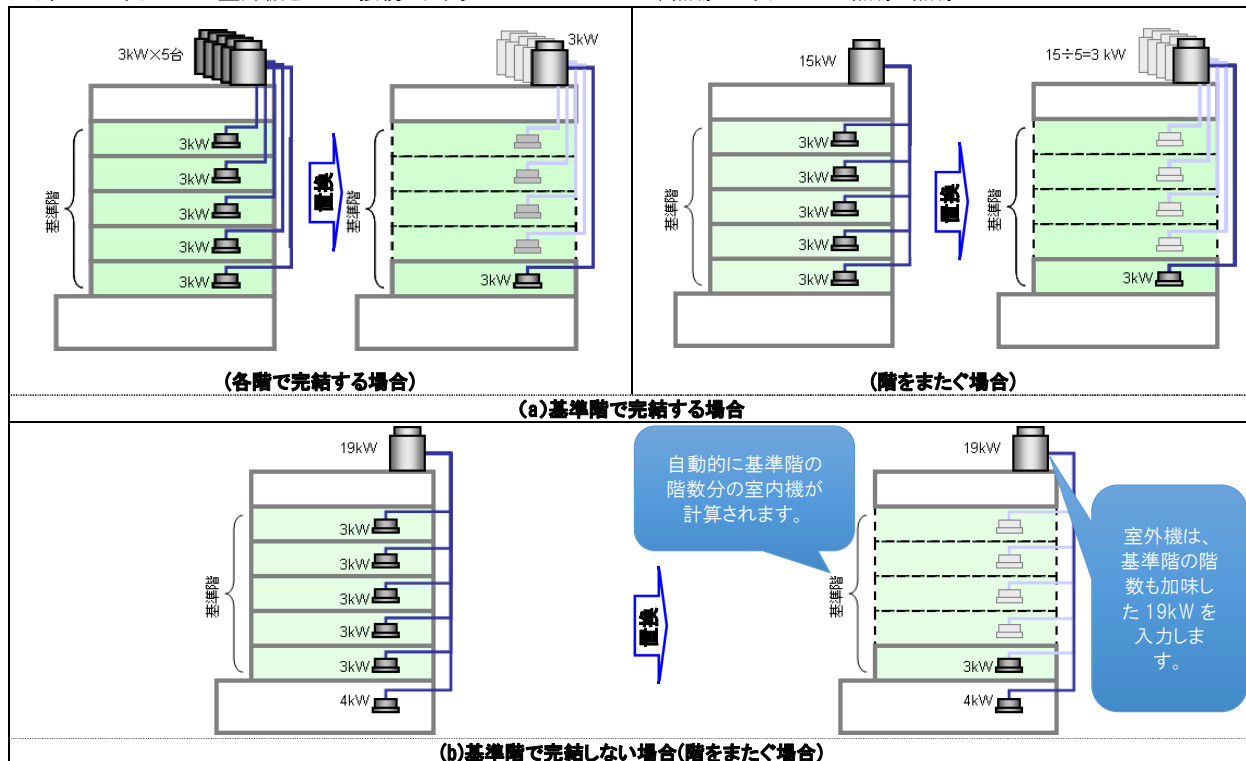 3kW×5台
3kW
3kW
3kW
3kW
3kW
基準階
置換
3kW
基準階
3kW
(各階で完結する場合)
15kW
3kW
3kW
3kW
3kW
3kW
基準階
置換
15÷5=3 kW
基準階
3kW
(階をまたぐ場合)
(a)基準階で完結する場合
19kW
3kW
3kW
3kW
3kW
3kW
4kW
基準階
置換
自動的に基準階の
階数分の室内機が
計算されます。
19kW
基準階
3kW
4kW
室外機は、
基準階の階
数も加味し
た 19kW を
入力しま
す。
(b)基準階で完結しない場合(階をまたぐ場合)